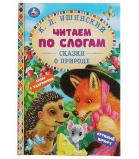 К. Д. УШИНСКИЙ
ЧИТАЕМ
ПО СЛОГАМ
СКАЗКИ
О ПРИРОДЕ
КРУПНЫЙ
ШРИФТ